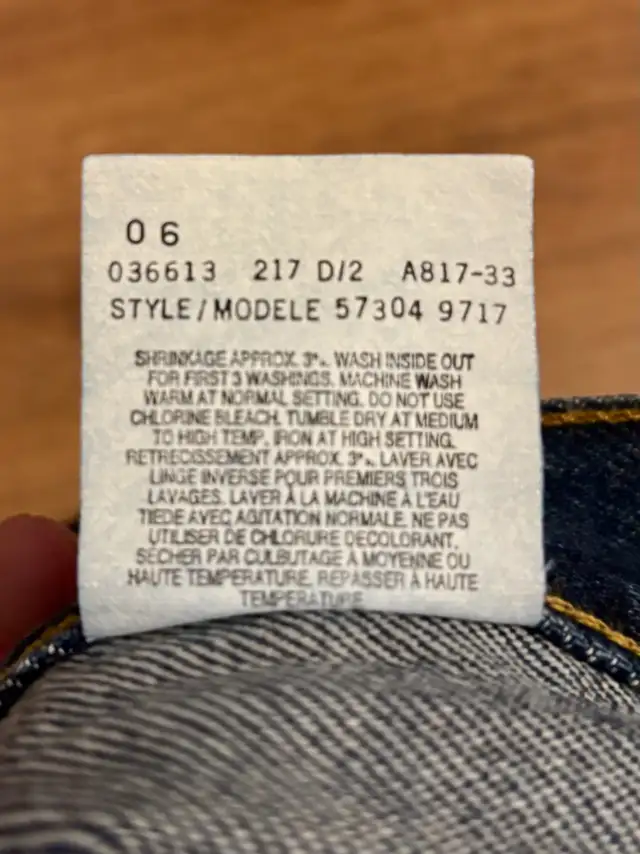 06
036613 217 D/2 A817-33
STYLE/MODELE 57304 9717
SHRINKAGE APPROX. 3%. WASH INSIDE OUT
FOR FIRST 3 WASHINGS. MACHINE WASH
WARM AT NORMAL SETTING. DO NOT USE
CHLORINE BLEACH. TUMBLE DRY AT MEDIUM
TO HIGH TEMP. IRON AT HIGH SETTING.
RETRECISSEMENT APPROX. 3%. LAVER AVEC
LINGE INVERSE POUR PREMIERS TROIS
LAVAGES. LAVER À LA MACHINE À L'EAU
TIEDE AVEC AGITATION NORMALE. NE PAS
UTILISER DE CHLORURE DECOLORANT.
SECHER PAR CULBUTAGE À MOYENNE OU
HAUTE TEMPERATURE. REPASSER À HAUTE
TEMPERATURE